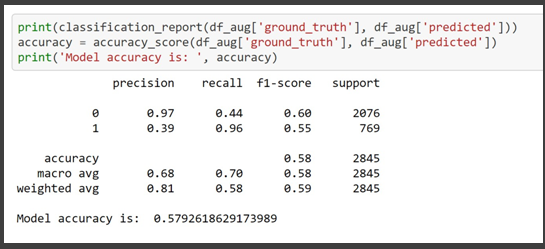 print(classification_report(df_aug['ground_truth'], df_aug['predicted']))
accuracy = accuracy_score(df_aug['ground_truth'], df_aug['predicted'])
print('Model accuracy is: ', accuracy)
precision recall f1-score support
0 0.97 0.44 0.60 2076
1 0.39 0.96 0.55 769
accuracy 0.58 2845
macro avg 0.68 0.70 0.58 2845
weighted avg 0.81 0.58 0.59 2845
Model accuracy is:  0.5792618629173989